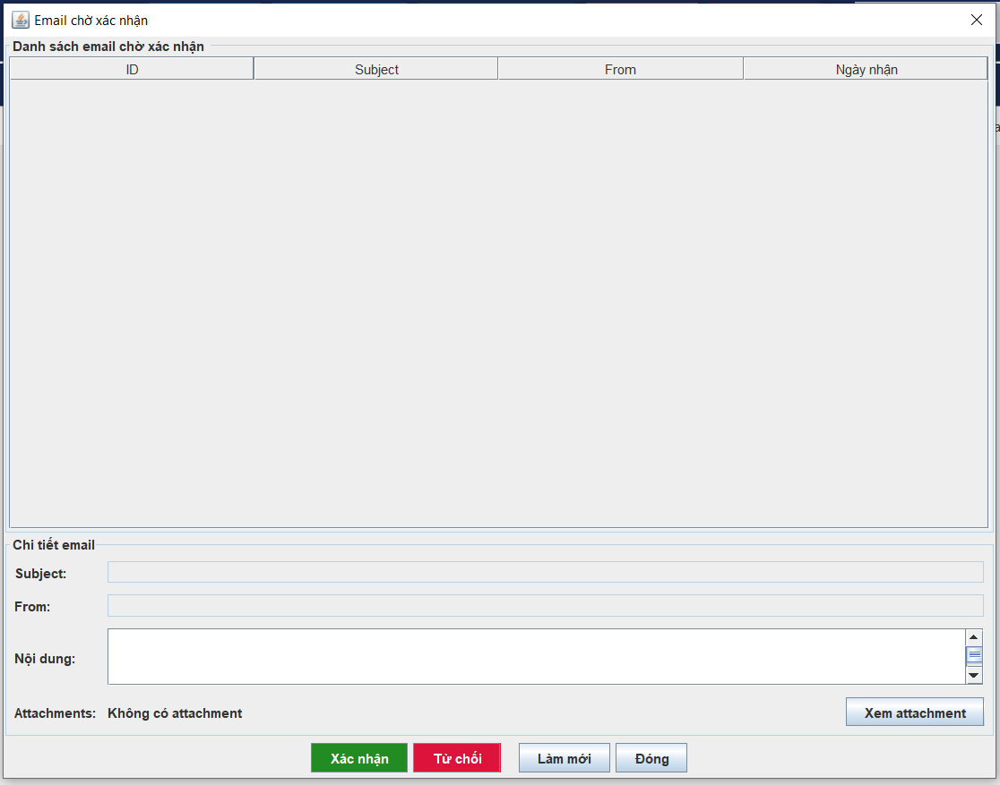 Email chờ xác nhận
Danh sách email chờ xác nhận
ID Subject From Ngày nhận
Chi tiết email
Subject:
From:
Nội dung:
Attachments: Không có attachment Xem attachment
Xác nhận Từ chối Làm mới Đóng